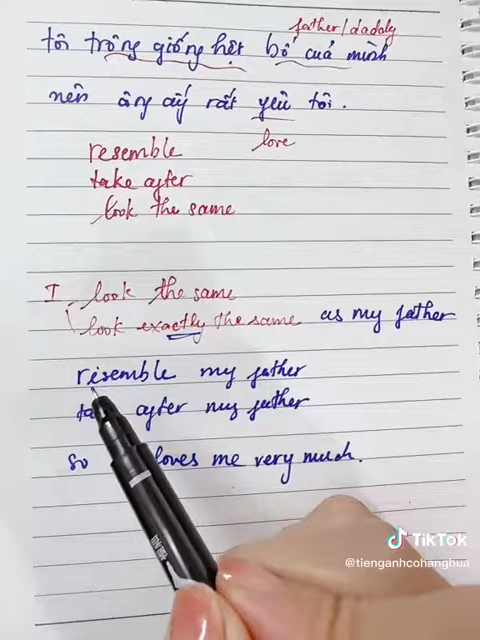 father/daddy
tôi trông giống hệt bố của mình
nên ông ấy rất yêu tôi.
love
resemble
take after
look the same
I look the same
look exactly the same as my father
resemble my father
after my father
so loves me very much.
TikTok
@tienganhcohangbua